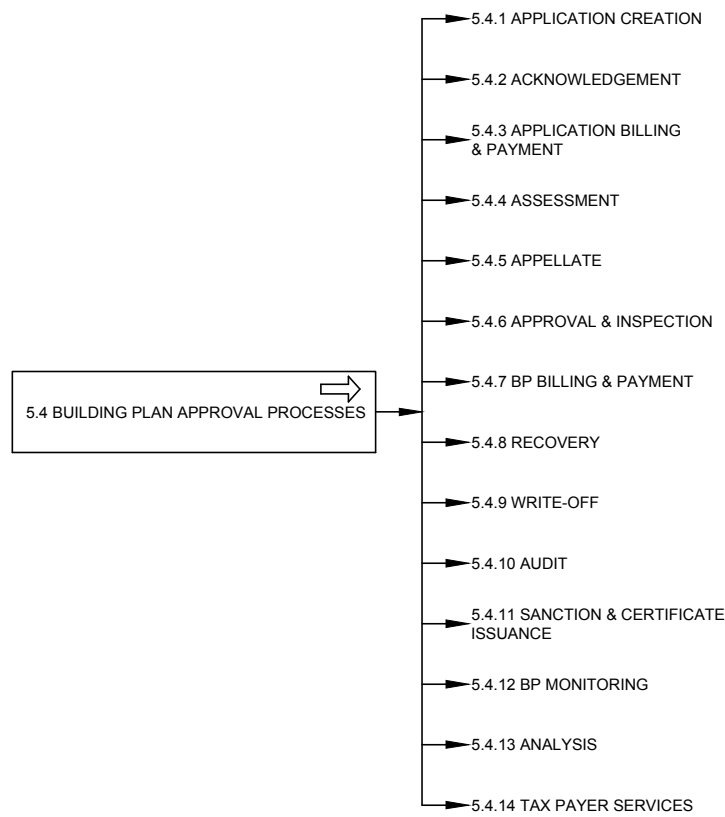 5.4.1 APPLICATION CREATION
5.4.2 ACKNOWLEDGEMENT
5.4.3 APPLICATION BILLING
& PAYMENT
5.4.4 ASSESSMENT
5.4.5 APPELLATE
5.4.6 APPROVAL & INSPECTION
5.4 BUILDING PLAN APPROVAL PROCESSES
5.4.7 BP BILLING & PAYMENT
5.4.8 RECOVERY
5.4.9 WRITE-OFF
5.4.10 AUDIT
5.4.11 SANCTION & CERTIFICATE
ISSUANCE
5.4.12 BP MONITORING
5.4.13 ANALYSIS
5.4.14 TAX PAYER SERVICES